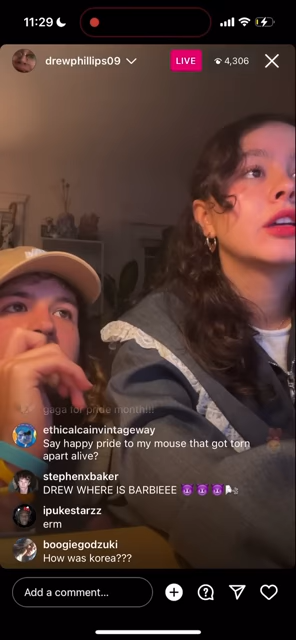 11:29
drewphillips09
LIVE
4,306
gaga for pride month!!!
ethicalcainvintageway
Say happy pride to my mouse that got torn
apart alive?
stephenxbaker
DREW WHERE IS BARBIEEE 😈😈😈🌬
ipukestarzz
erm
boogiegodzuki
How was korea???
Add a comment...